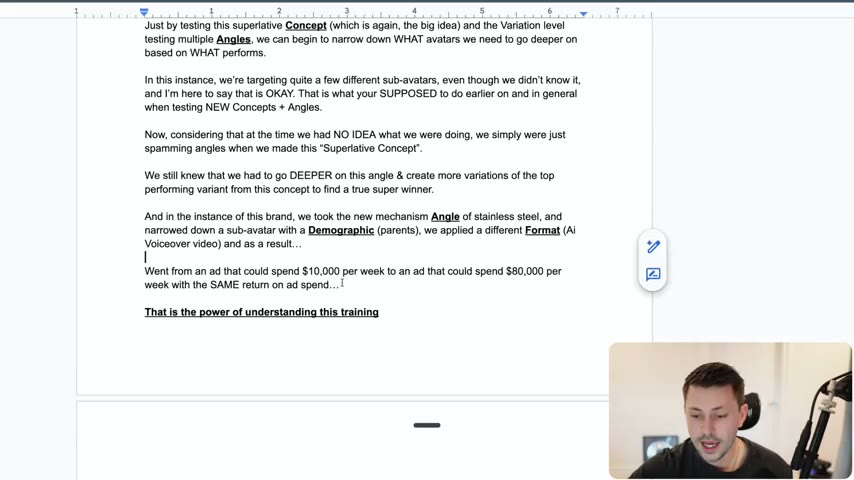 1 1 2 3 4 5 6 7
Just by testing this superlative Concept (which is again, the big idea) and the Variation level
testing multiple Angles, we can begin to narrow down WHAT avatars we need to go deeper on
based on WHAT performs.
In this instance, we're targeting quite a few different sub-avatars, even though we didn't know it,
and I'm here to say that is OKAY. That is what your SUPPOSED to do earlier on and in general
when testing NEW Concepts + Angles.
Now, considering that at the time we had NO IDEA what we were doing, we simply were just
spamming angles when we made this “Superlative Concept”.
We still knew that we had to go DEEPER on this angle & create more variations of the top
performing variant from this concept to find a true super winner.
And in the instance of this brand, we took the new mechanism Angle of stainless steel, and
narrowed down a sub-avatar with a Demographic (parents), we applied a different Format (Ai
Voiceover video) and as a result…
Went from an ad that could spend $10,000 per week to an ad that could spend $80,000 per
week with the SAME return on ad spend…
That is the power of understanding this training